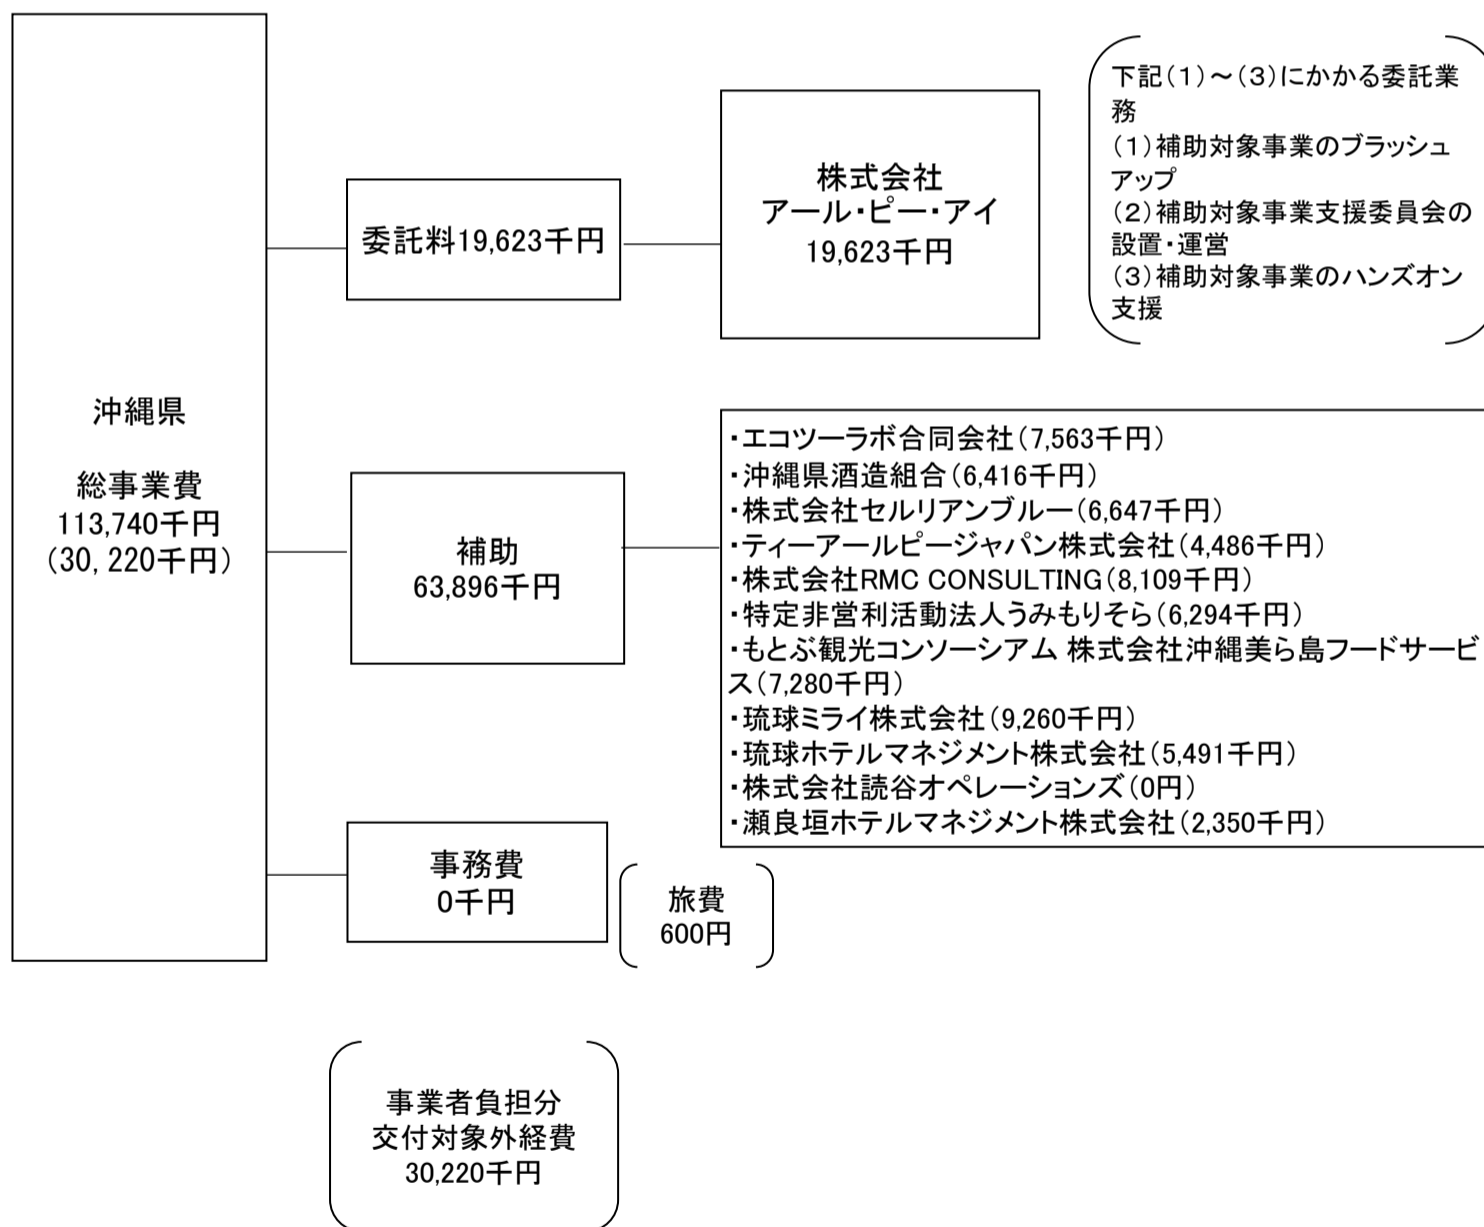 沖縄県
総事業費
113,740千円
(30, 220千円)
委託料19,623千円
株式会社
アール・ピー・アイ
19,623千円
下記(1)～(3)にかかる委託業
務
(1)補助対象事業のブラッシュ
アップ
(2)補助対象事業支援委員会の
設置・運営
(3)補助対象事業のハンズオン
支援
補助
63,896千円
・エコツーラボ合同会社(7,563千円)
・沖縄県酒造組合(6,416千円)
・株式会社セルリアンブルー(6,647千円)
・ティーアールピージャパン株式会社(4,486千円)
・株式会社RMC CONSULTING(8,109千円)
・特定非営利活動法人うみもりそら(6,294千円)
・もとぶ観光コンソーシアム 株式会社沖縄美ら島フードサービ
ス(7,280千円)
・琉球ミライ株式会社(9,260千円)
・琉球ホテルマネジメント株式会社(5,491千円)
・株式会社読谷オペレーションズ(0円)
・瀬良垣ホテルマネジメント株式会社(2,350千円)
事務費
0千円
旅費
600円
事業者負担分
交付対象外経費
30,220千円